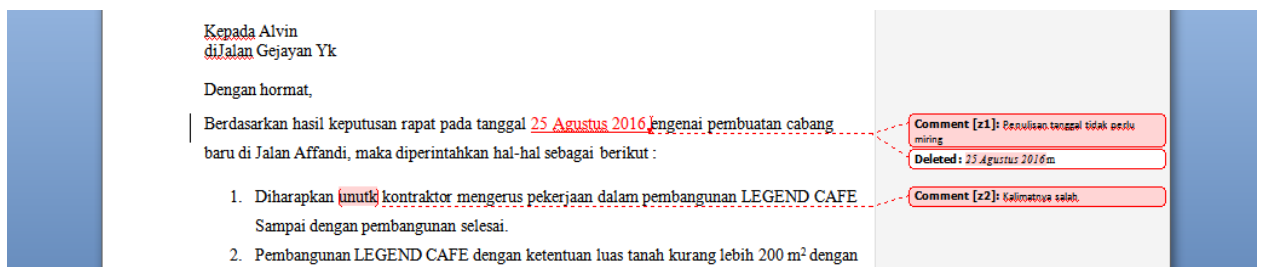 Kepada Alvin
diJalan Gejayan Yk
Dengan hormat,
Berdasarkan hasil keputusan rapat pada tanggal 25 Agustus 2016 engenai pembuatan cabang
baru di Jalan Affandi, maka diperintahkan hal-hal sebagai berikut :
1. Diharapkan unutk kontraktor mengerus pekerjaan dalam pembangunan LEGEND CAFE
Sampai dengan pembangunan selesai.
2. Pembangunan LEGEND CAFE dengan ketentuan luas tanah kurang lebih 200 m² dengan
Comment [z1]: Penulisan tanggal tidak perlu
miring
Deleted: 25 Agustus 2016m
Comment [z2]: Kalimatnya salah.